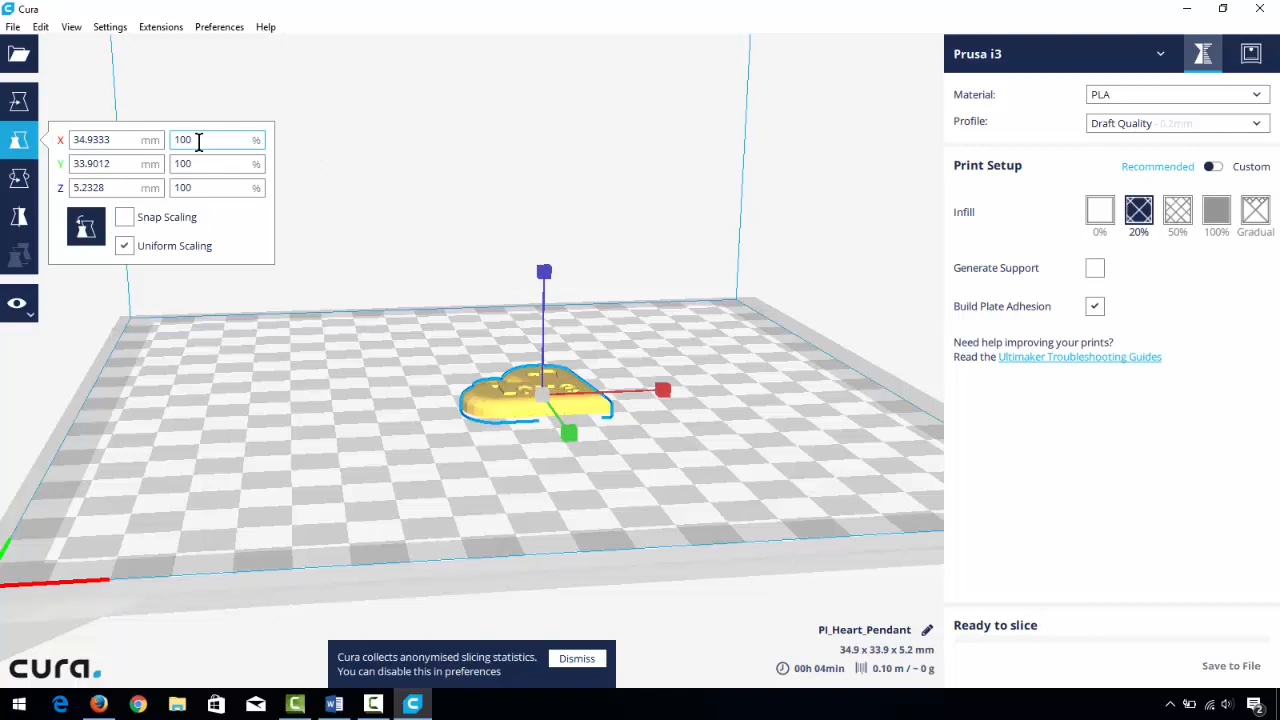 Cura
File Edit View Settings Extensions Preferences Help
Prusa i3
Material: PLA
Profile: Draft Quality - 0.2mm
X 34.9333 mm 100 %
Y 33.9012 mm 100 %
Z 5.2328 mm 100 %
Snap Scaling
Uniform Scaling
Print Setup Recommended Custom
Infill
0% 20% 50% 100% Gradual
Generate Support
Build Plate Adhesion
Need help improving your prints?
Read the Ultimaker Troubleshooting Guides
PI_Heart_Pendant
34.9 x 33.9 x 5.2 mm
00h 04min 0.10 m / ~ 0 g
Ready to slice
Save to File
cura.
Cura collects anonymised slicing statistics.
You can disable this in preferences
Dismiss
2